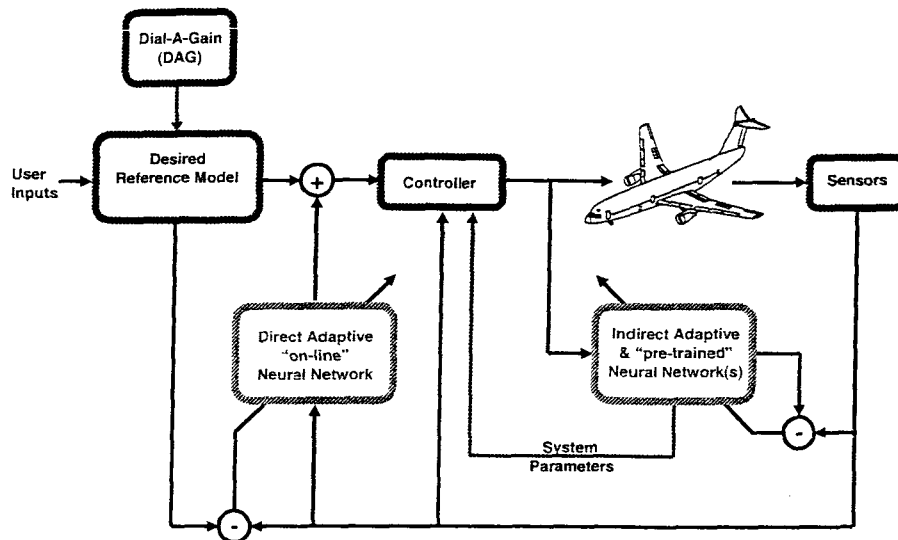 Dial-A-Gain
(DAG)
User
Inputs
Desired
Reference Model
+
Controller
Sensors
Direct Adaptive
"on-line"
Neural Network
Indirect Adaptive
& "pre-trained"
Neural Network(s)
-
System
Parameters
-